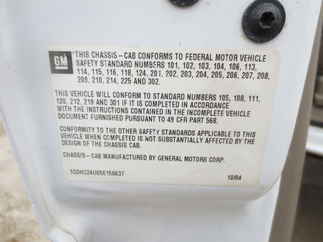 GM
THIS CHASSIS-CAB CONFORMS TO FEDERAL MOTOR VEHICLE
SAFETY STANDARD NUMBERS 101, 102, 103, 104, 106, 113,
114, 115, 116, 118, 124, 201, 202, 203, 204, 205, 206, 207, 208,
209, 210, 214, 225 AND 302.
THIS VEHICLE WILL CONFORM TO STANDARD NUMBERS 105, 108, 111,
120, 212, 219 AND 301 IF IT IS COMPLETED IN ACCORDANCE
WITH THE INSTRUCTIONS CONTAINED IN THE INCOMPLETE VEHICLE
DOCUMENT FURNISHED PURSUANT TO 49 CFR PART 568.
CONFORMITY TO THE OTHER SAFETY STANDARDS APPLICABLE TO THIS
VEHICLE WHEN COMPLETED IS NOT SUBSTANTIALLY AFFECTED BY THE
DESIGN OF THE CHASSIS CAB.
CHASSIS-CAB MANUFACTURED BY GENERAL MOTORS CORP.
10/04